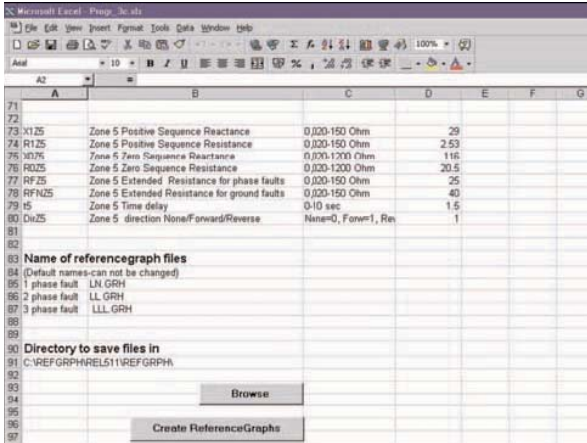 Microsoft Excel - Progr_3c.xls
File Edit View Insert Format Tools Data Window Help
100%
Arial 10 B I U % ,
A2 =
A B C D E F G
71
72
73 X1Z5 Zone 5 Positive Sequence Reactance 0,020-150 Ohm 29
74 R1Z5 Zone 5 Positive Sequence Resistance 0,020-150 Ohm 2.53
75 X0Z5 Zone 5 Zero Sequence Reactance 0,020-1200 Ohm 116
76 R0Z5 Zone 5 Zero Sequence Resistance 0,020-1200 Ohm 20.5
77 RFZ5 Zone 5 Extended Resistance for phase faults 0,020-150 Ohm 25
78 RFNZ5 Zone 5 Extended Resistance for ground faults 0,020-150 Ohm 40
79 t5 Zone 5 Time delay 0-10 sec 1.5
80 DirZ5 Zone 5 direction None/Forward/Reverse None=0, Forw=1, Rev 1
81
82
83 Name of referencegraph files
84 (Default names-can not be changed)
85 1 phase fault LN.GRH
86 2 phase fault LL.GRH
87 3 phase fault LLL.GRH
88
89
90 Directory to save files in
91 C:\REFGRPH\REL511\REFGRPH\
92
93 Browse
94
95
96 Create ReferenceGraphs
97